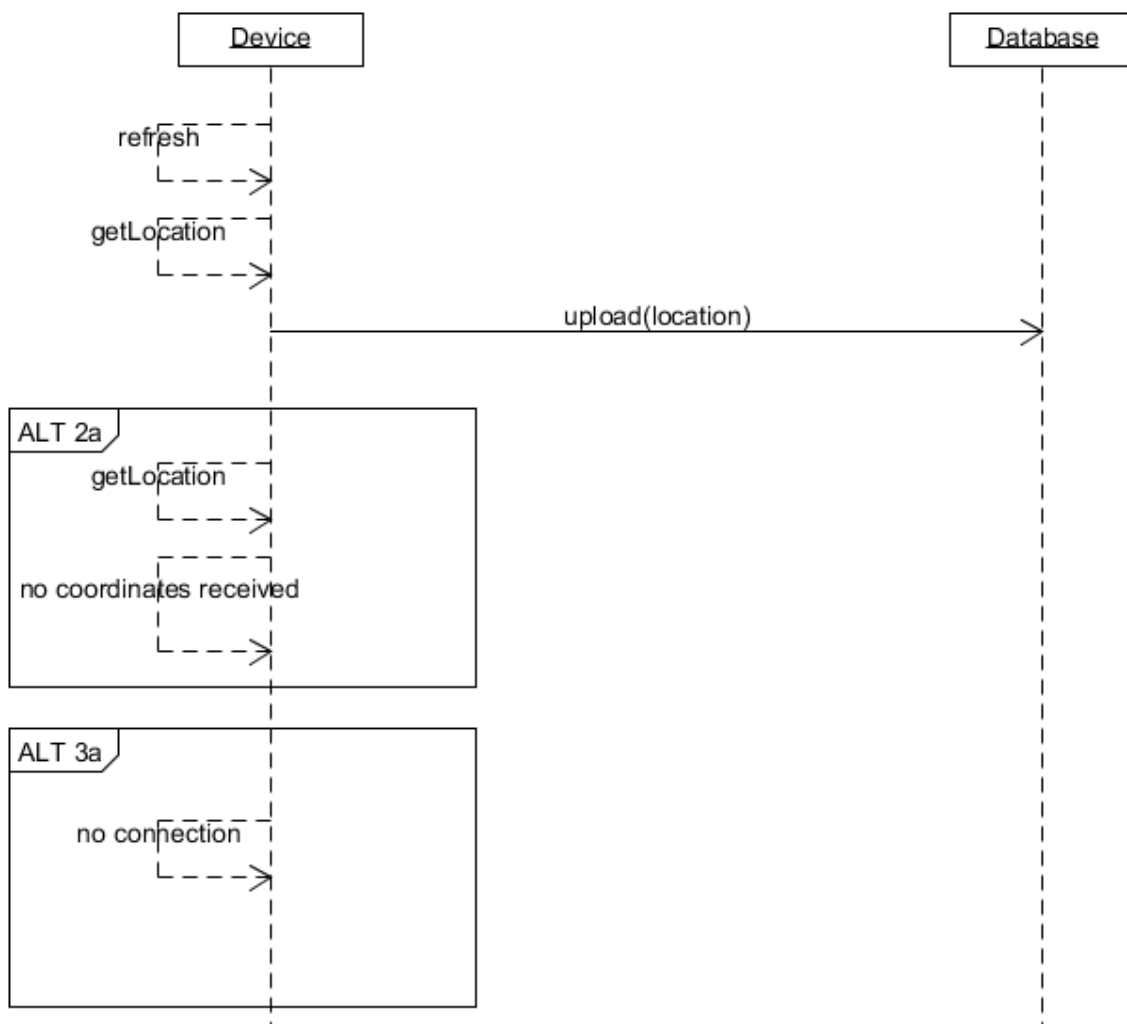 Device
Database
refresh
getLocation
upload(location)
ALT 2a
getLocation
no coordinates received
ALT 3a
no connection